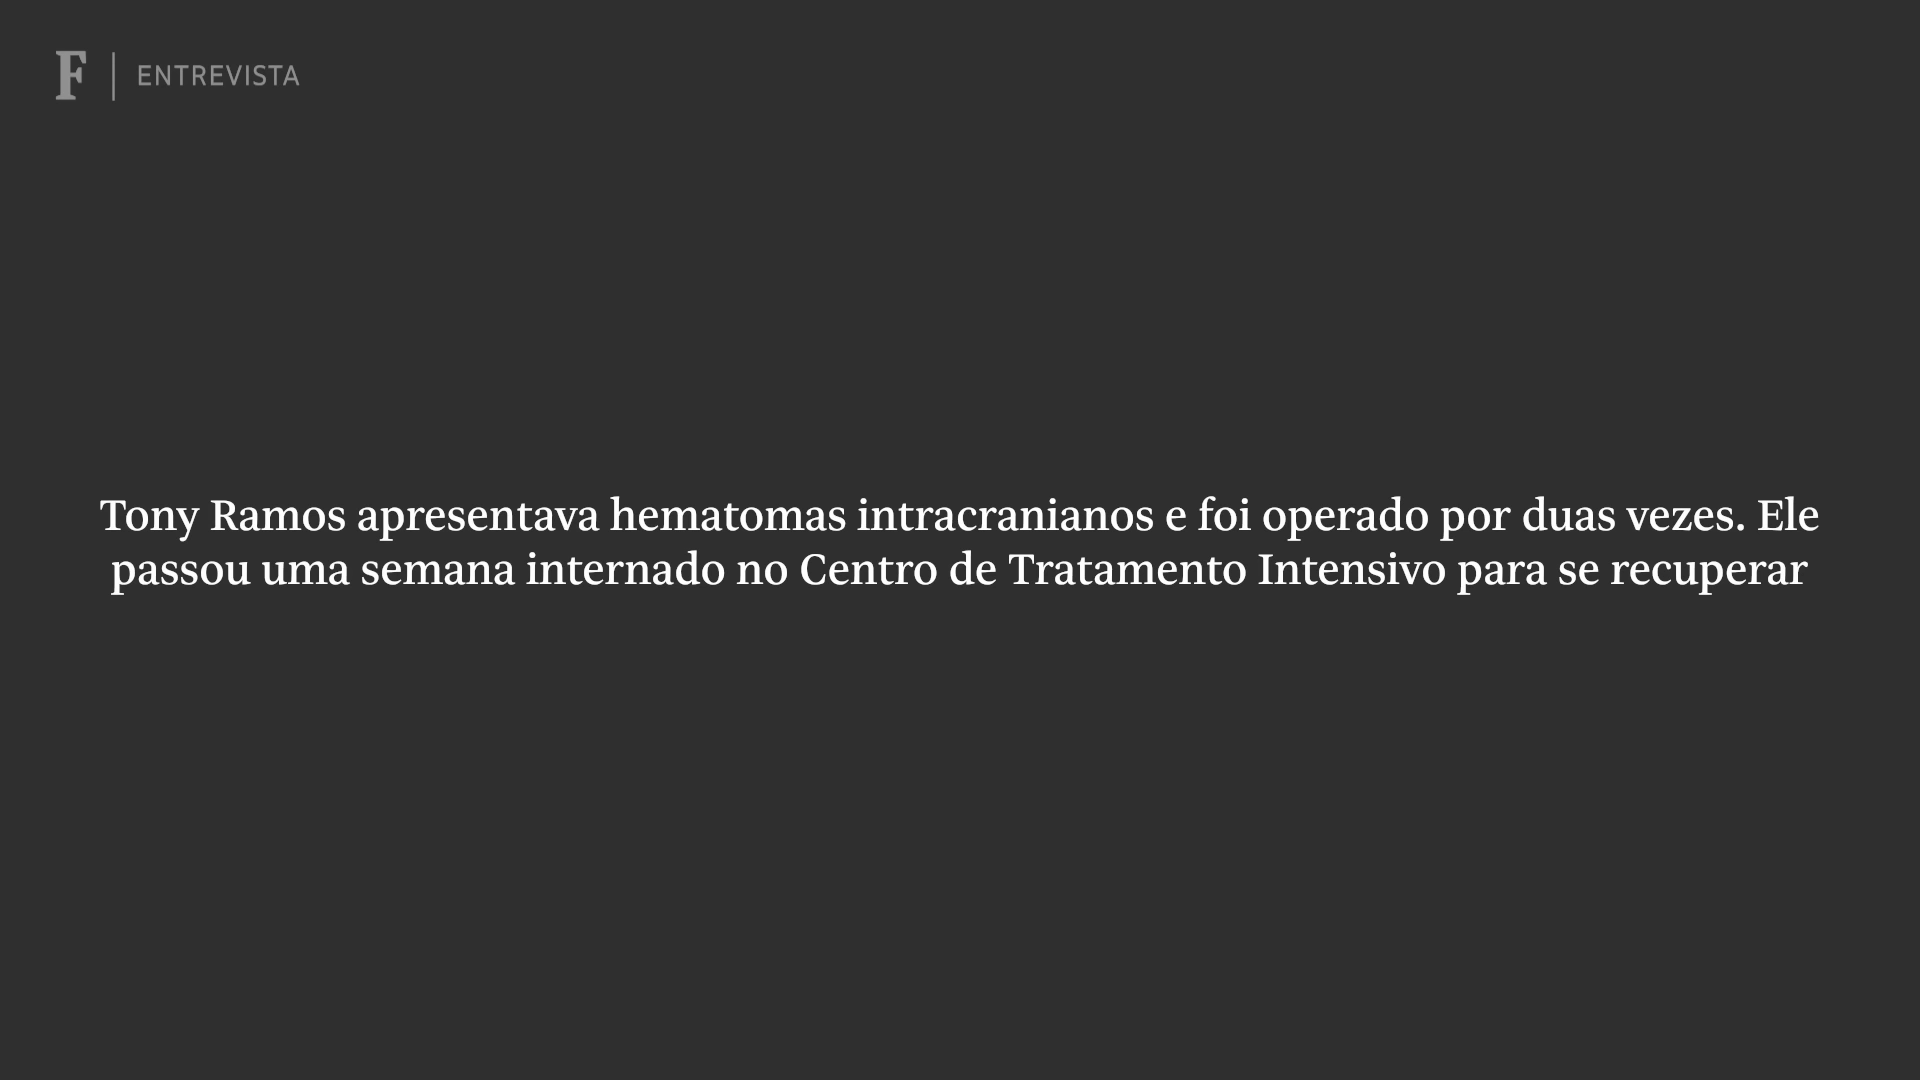 F | ENTREVISTA
Tony Ramos apresentava hematomas intracranianos e foi operado por duas vezes. Ele
passou uma semana internado no Centro de Tratamento Intensivo para se recuperar